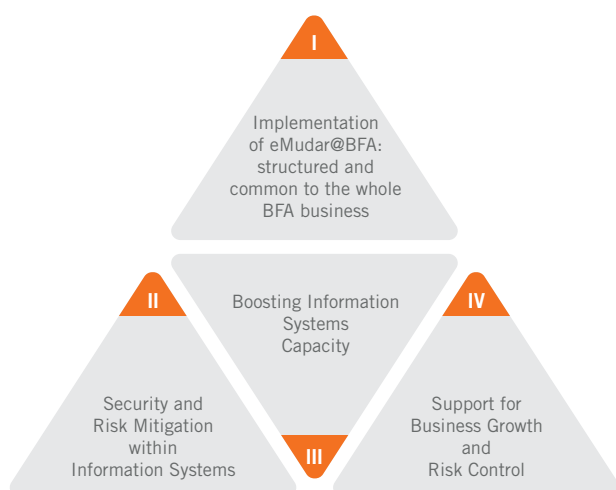 I
Implementation
of eMudar@BFA:
structured and
common to the whole
BFA business
II
Security and
Risk Mitigation
within
Information Systems
Boosting Information
Systems
Capacity
III
IV
Support for
Business Growth
and
Risk Control